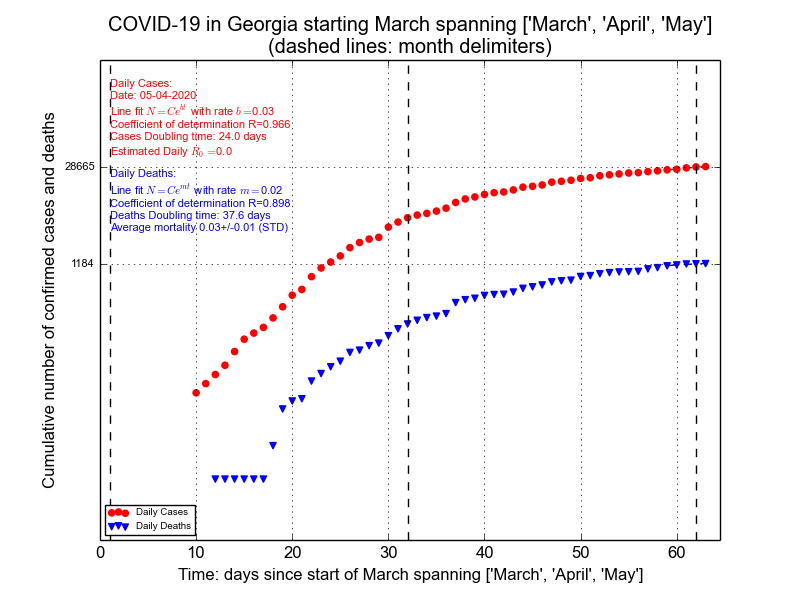 COVID-19 in Georgia starting March spanning ['March', 'April', 'May']
(dashed lines: month delimiters)
Daily Cases:
Date: 05-04-2020
Line fit N = Ce^{bt} with rate b = 0.03
Coefficient of determination R=0.966
Cases Doubling time: 24.0 days
Estimated Daily R_0 = 0.0
Daily Deaths:
Line fit N = Ce^{mt} with rate m = 0.02
Coefficient of determination R=0.898
Deaths Doubling time: 37.6 days
Average mortality 0.03+/-0.01 (STD)
28665
1184
Cumulative number of confirmed cases and deaths
Daily Cases
Daily Deaths
0 10 20 30 40 50 60
Time: days since start of March spanning ['March', 'April', 'May']